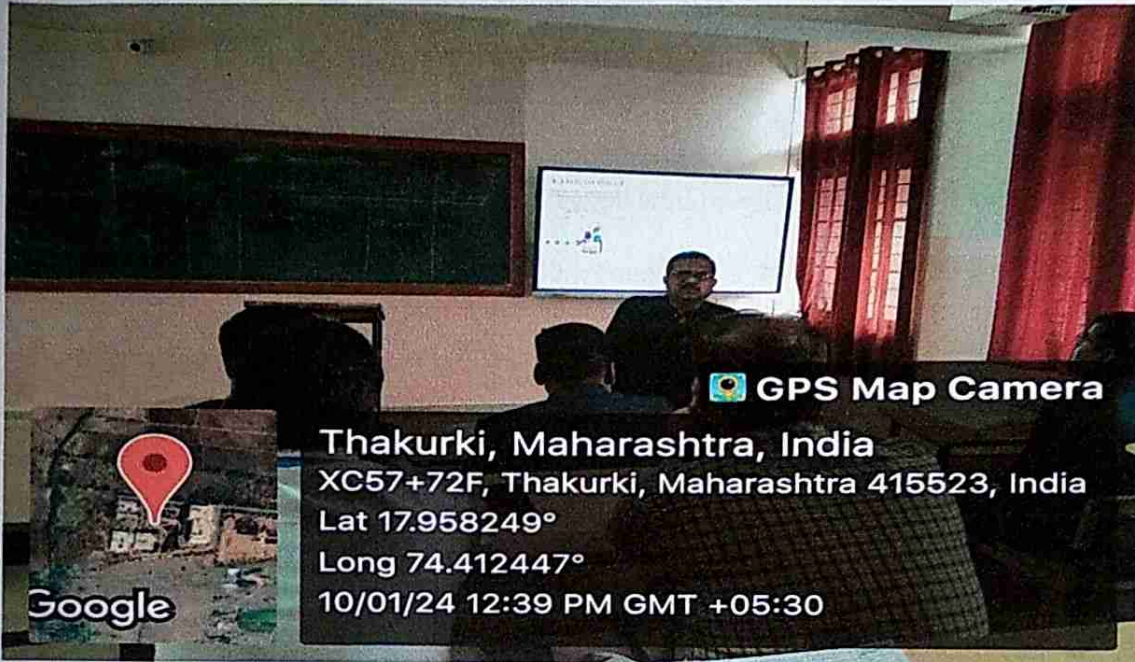 GPS Map Camera
Thakurki, Maharashtra, India
XC57+72F, Thakurki, Maharashtra 415523, India
Lat 17.958249°
Long 74.412447°
10/01/24 12:39 PM GMT +05:30
Google